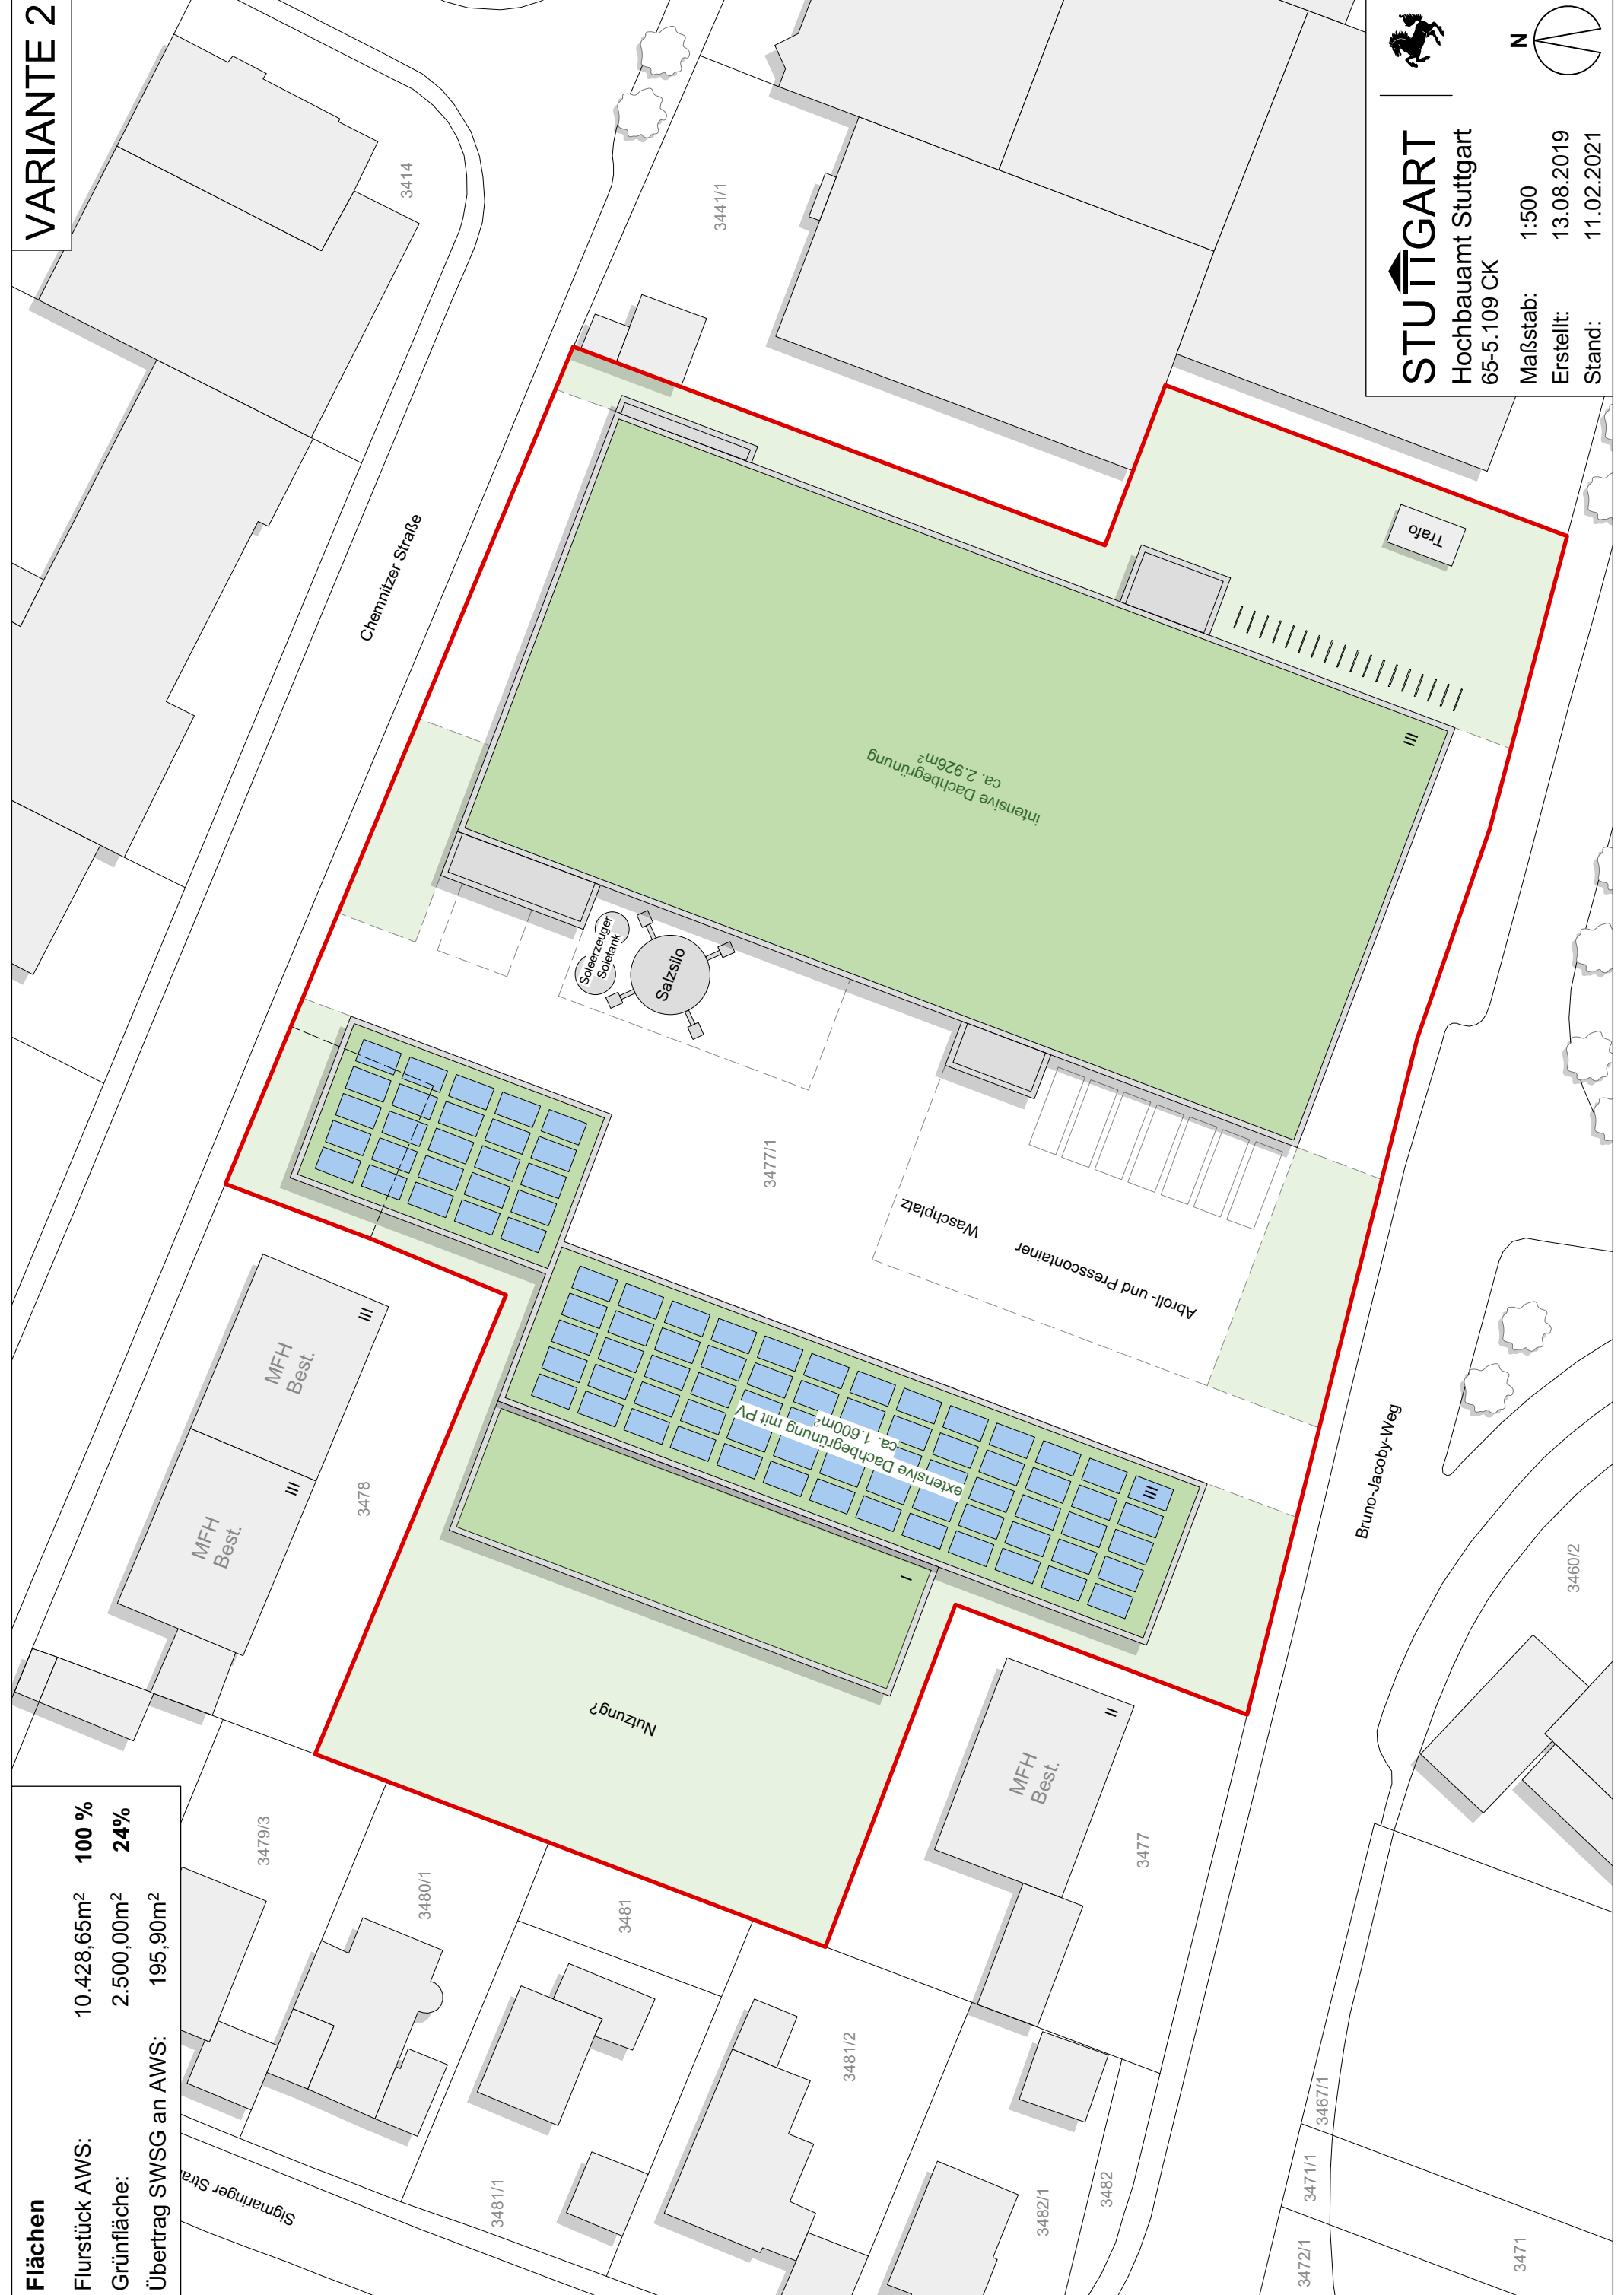 VARIANTE 2
Flächen
Flurstück AWS: 10.428,65m² 100 %
Grünfläche: 2.500,00m² 24%
Übertrag SWSG an AWS: 195,90m²
STUTTGART
Hochbauamt Stuttgart
65-5.109 CK
Maßstab: 1:500
Erstellt: 13.08.2019
Stand: 11.02.2021
N
Chemnitzer Straße
3414
3441/1
Trafo
III
intensive Dachbegrünung
ca. 2.926m²
Soleerzeuger
Soletank
Salzsilo
3477/1
Waschplatz
Abroll- und Presscontainer
extensive Dachbegrünung mit PV
ca. 1.600m²
III
I
Nutzung?
MFH
Best.
III
MFH
Best.
III
3478
MFH
Best.
II
3477
Bruno-Jacoby-Weg
3460/2
3479/3
3480/1
3481
3481/1
3481/2
3482/1
3482
3467/1
3471/1
3472/1
3471
Sigmaringer